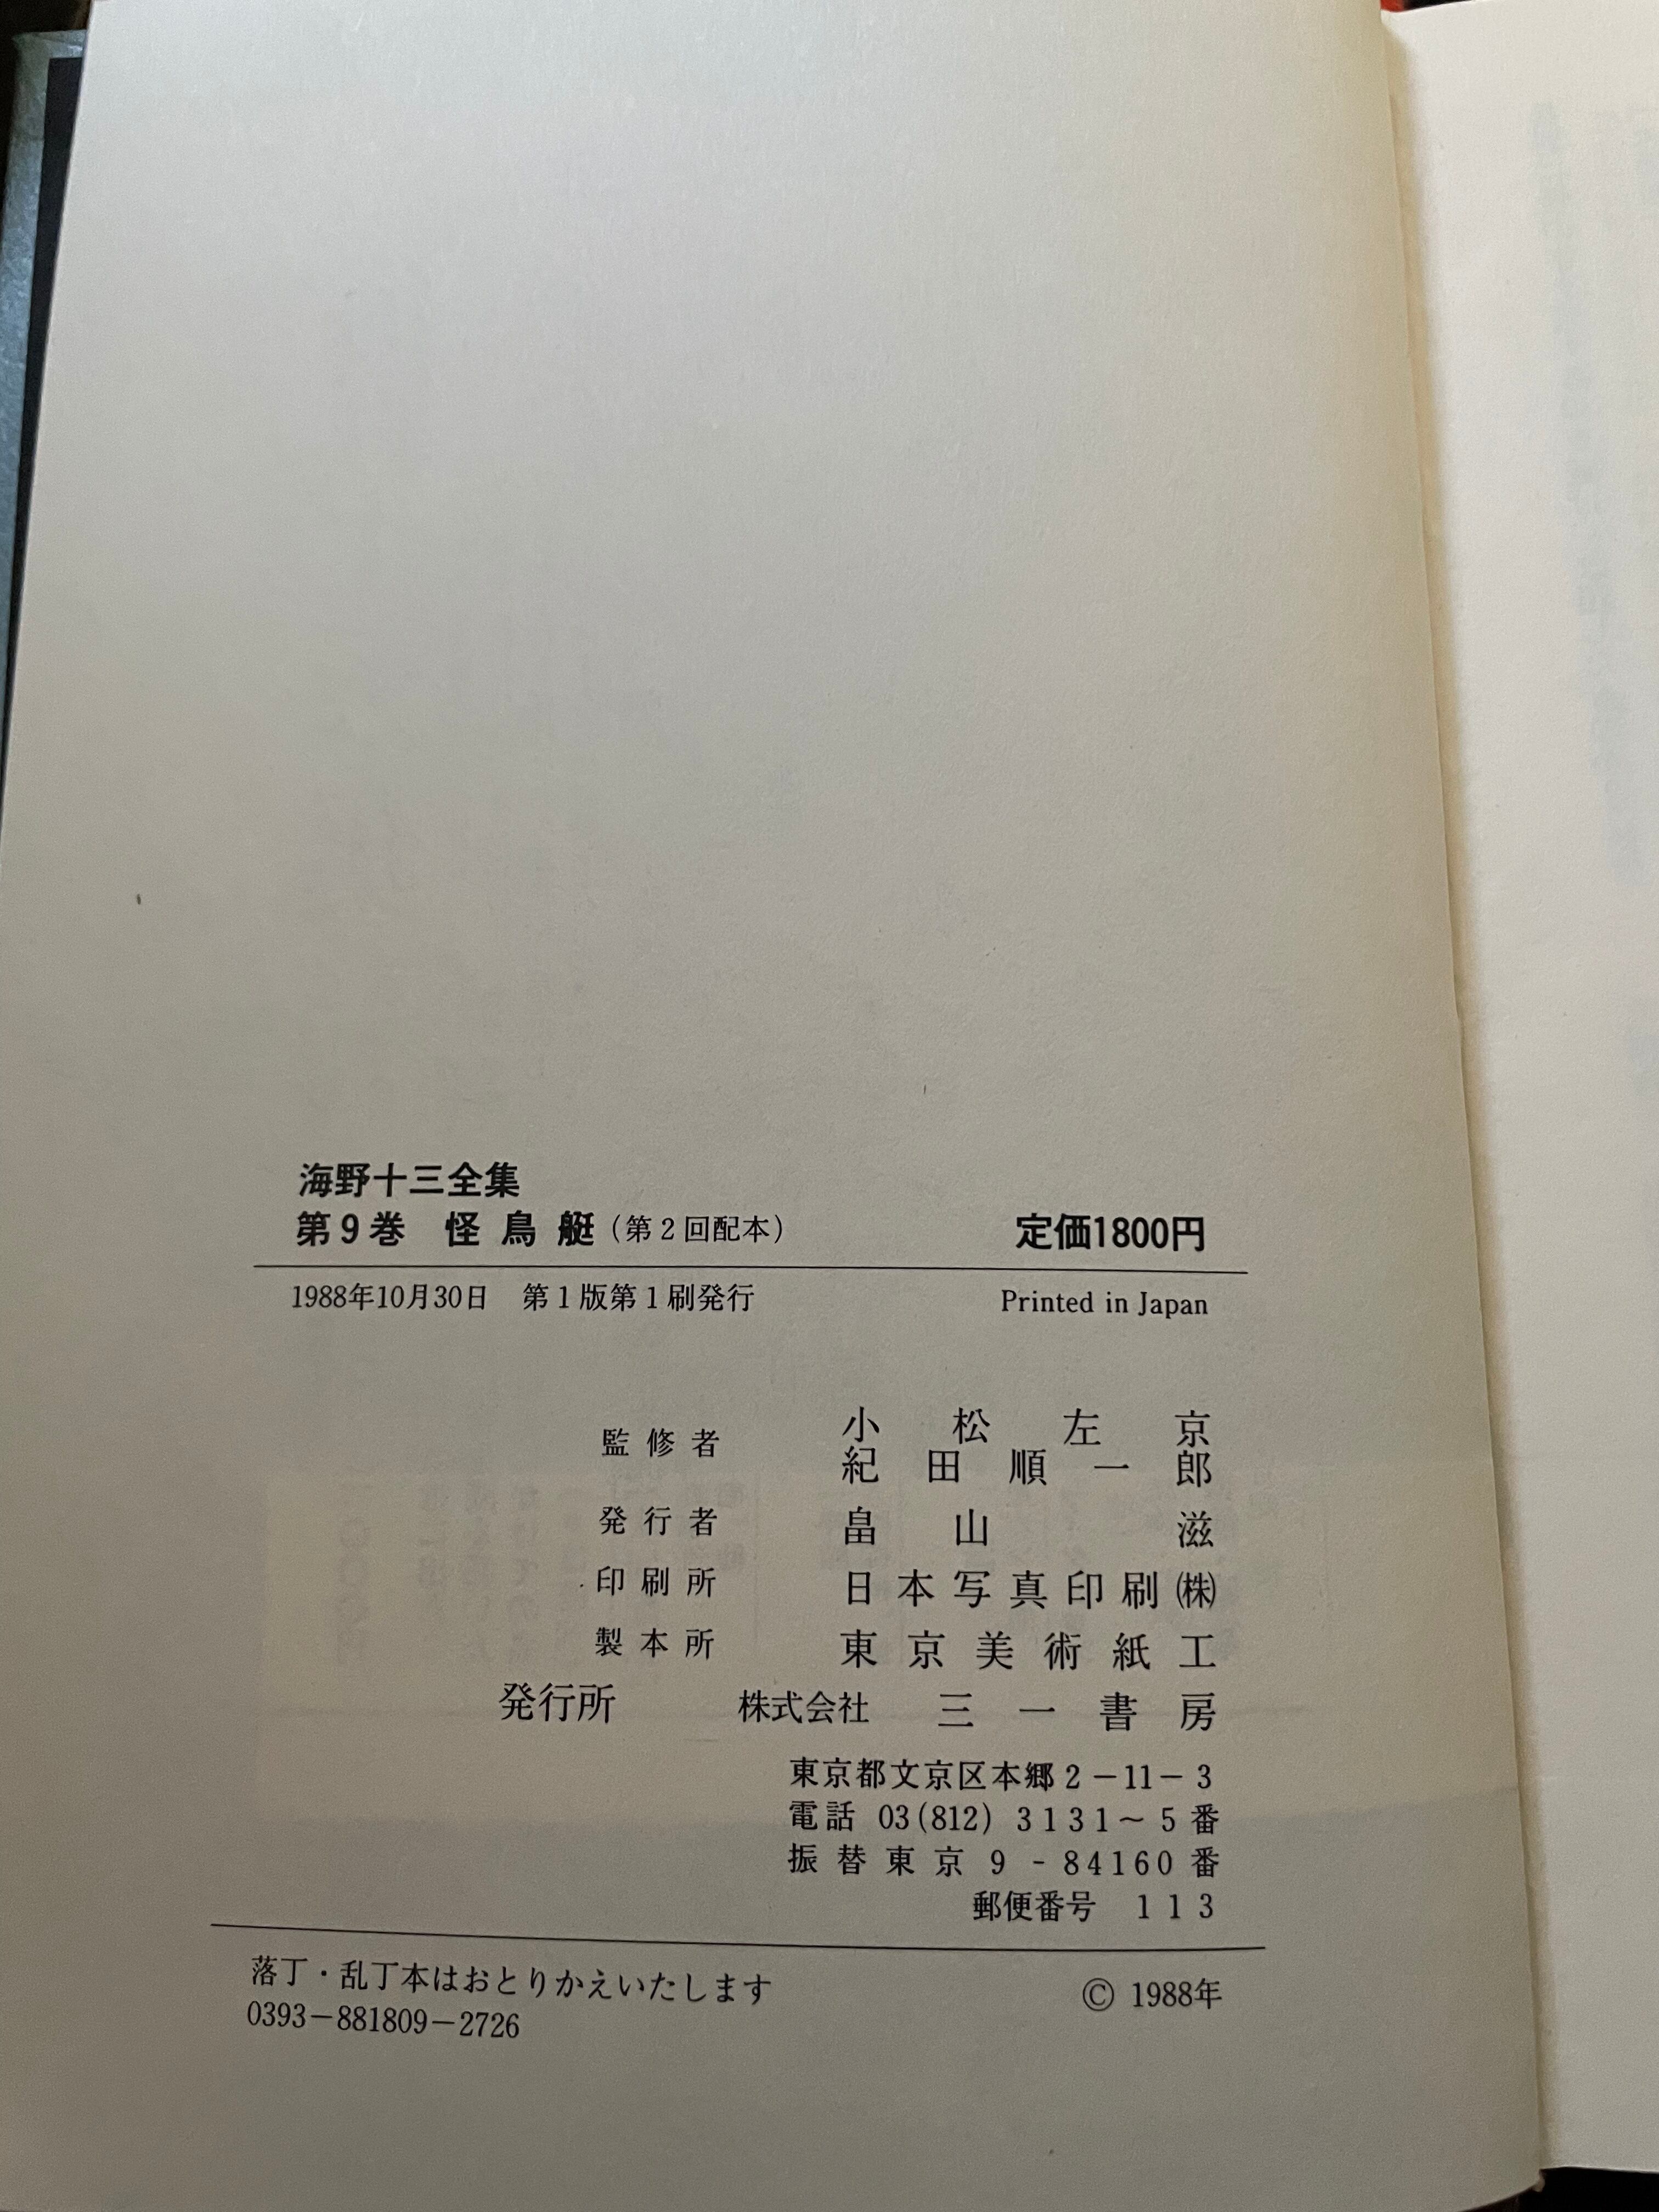 海野十三全集
第9巻 怪鳥艇(第2回配本) 定価1800円
1988年10月30日 第1版第1刷発行 Printed in Japan
監修者 小松左京
紀田順一郎
発行者 畠山滋
印刷所 日本写真印刷㈱
製本所 東京美術紙工
発行所 株式会社 三一書房
東京都文京区本郷2-11-3
電話 03(812)3131~5番
振替東京9-84160番
郵便番号 113
落丁・乱丁本はおとりかえいたします © 1988年
0393-881809-2726